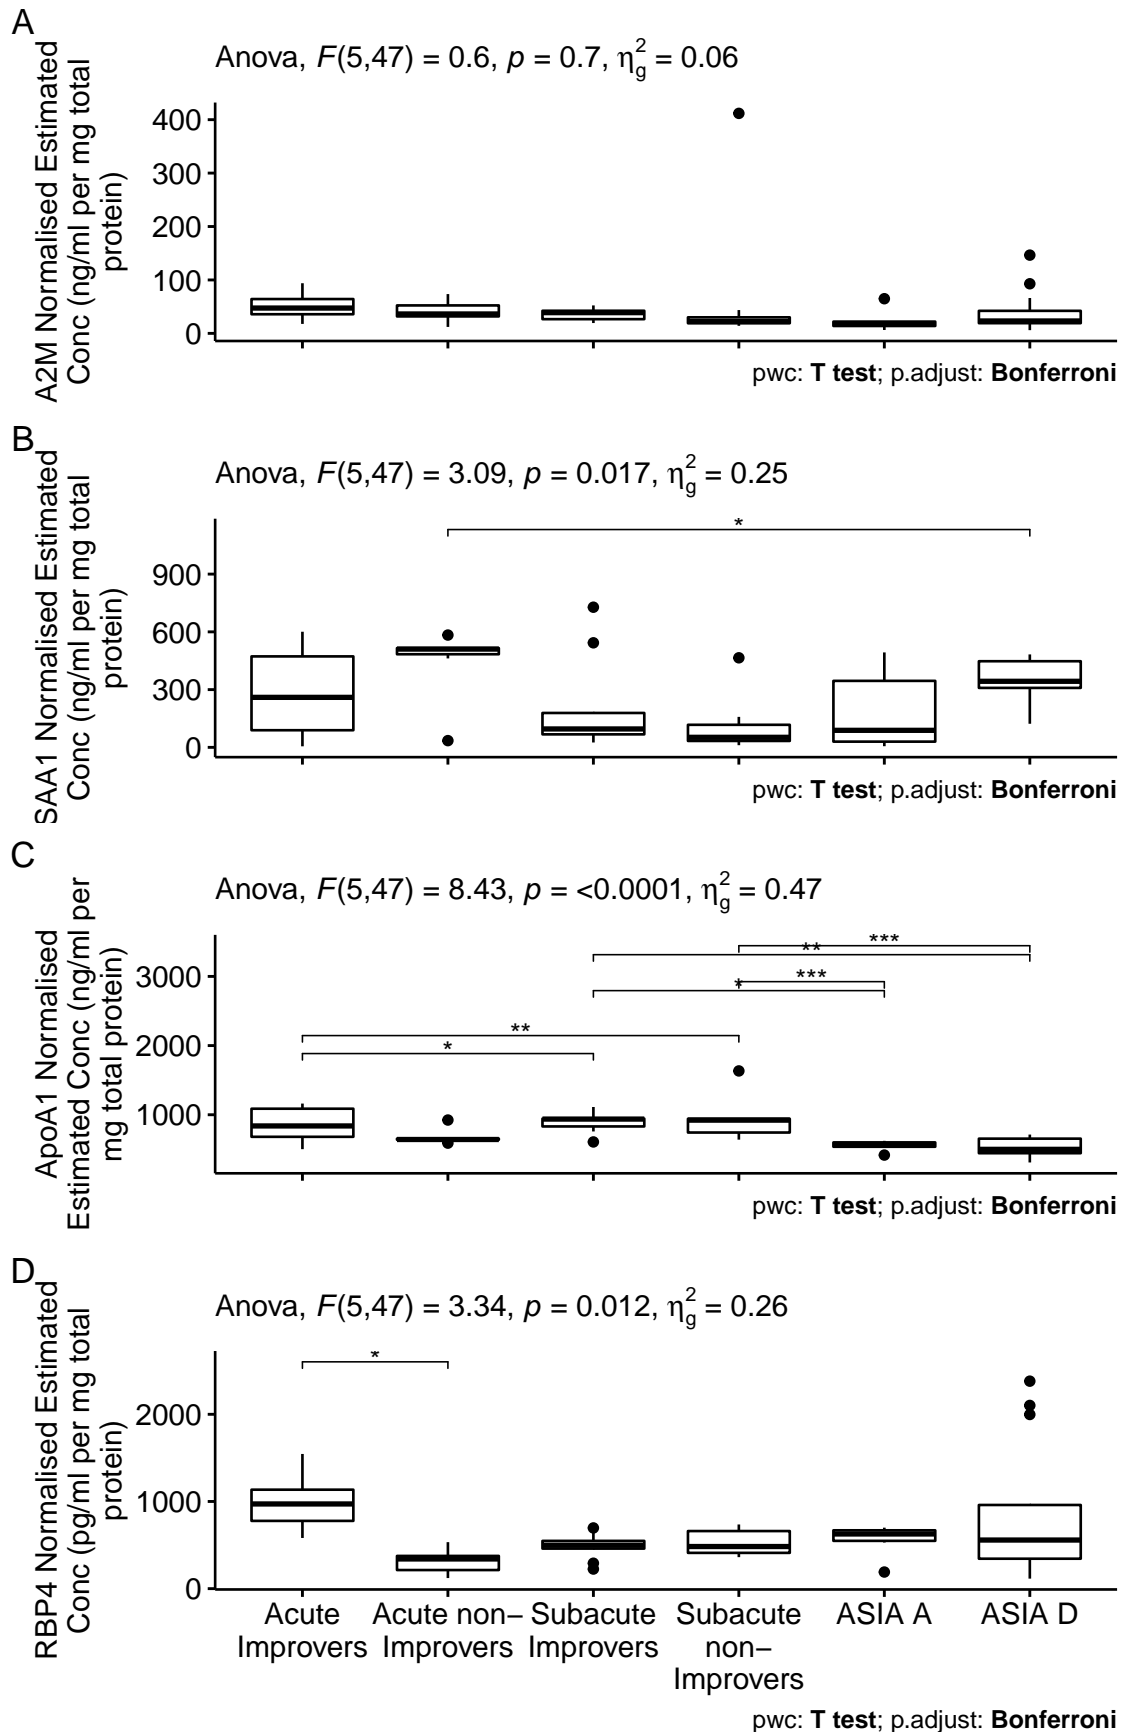 A
Anova, F(5,47) = 0.6, p = 0.7, η²g = 0.06
A2M Normalised Estimated
Conc (ng/ml per mg total
protein)
400
300
200
100
0
pwc: T test; p.adjust: Bonferroni
B
Anova, F(5,47) = 3.09, p = 0.017, η²g = 0.25
SAA1 Normalised Estimated
Conc (ng/ml per mg total
protein)
*
900
600
300
0
pwc: T test; p.adjust: Bonferroni
C
Anova, F(5,47) = 8.43, p = <0.0001, η²g = 0.47
ApoA1 Normalised
Estimated Conc (ng/ml per
mg total protein)
***
**
***
*
**
*
3000
2000
1000
pwc: T test; p.adjust: Bonferroni
D
Anova, F(5,47) = 3.34, p = 0.012, η²g = 0.26
RBP4 Normalised Estimated
Conc (pg/ml per mg total
protein)
*
2000
1000
0
Acute
Improvers
Acute non−
Improvers
Subacute
Improvers
Subacute
non−
Improvers
ASIA A
ASIA D
pwc: T test; p.adjust: Bonferroni